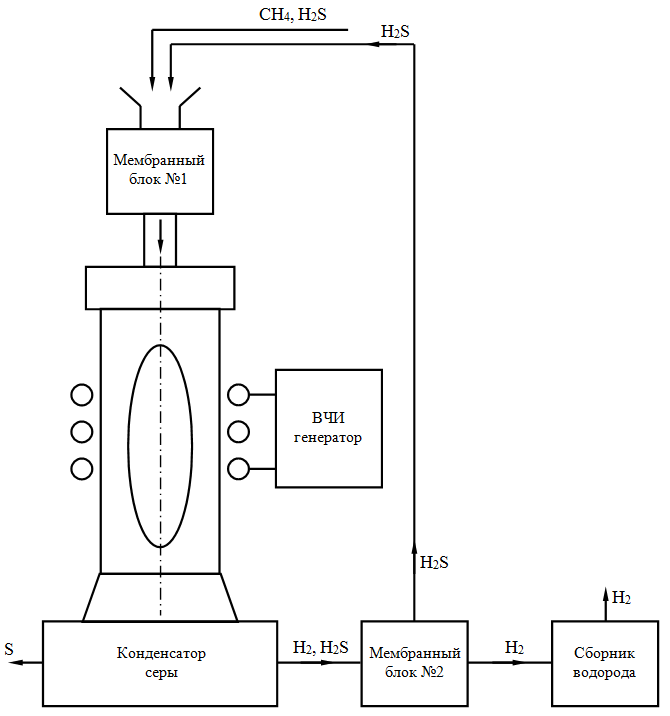 CH4, H2S
H2S
Мембранный
блок №1
ВЧИ
генератор
H2S
H2
S
Конденсатор
серы
H2, H2S
Мембранный
блок №2
H2
Сборник
водорода